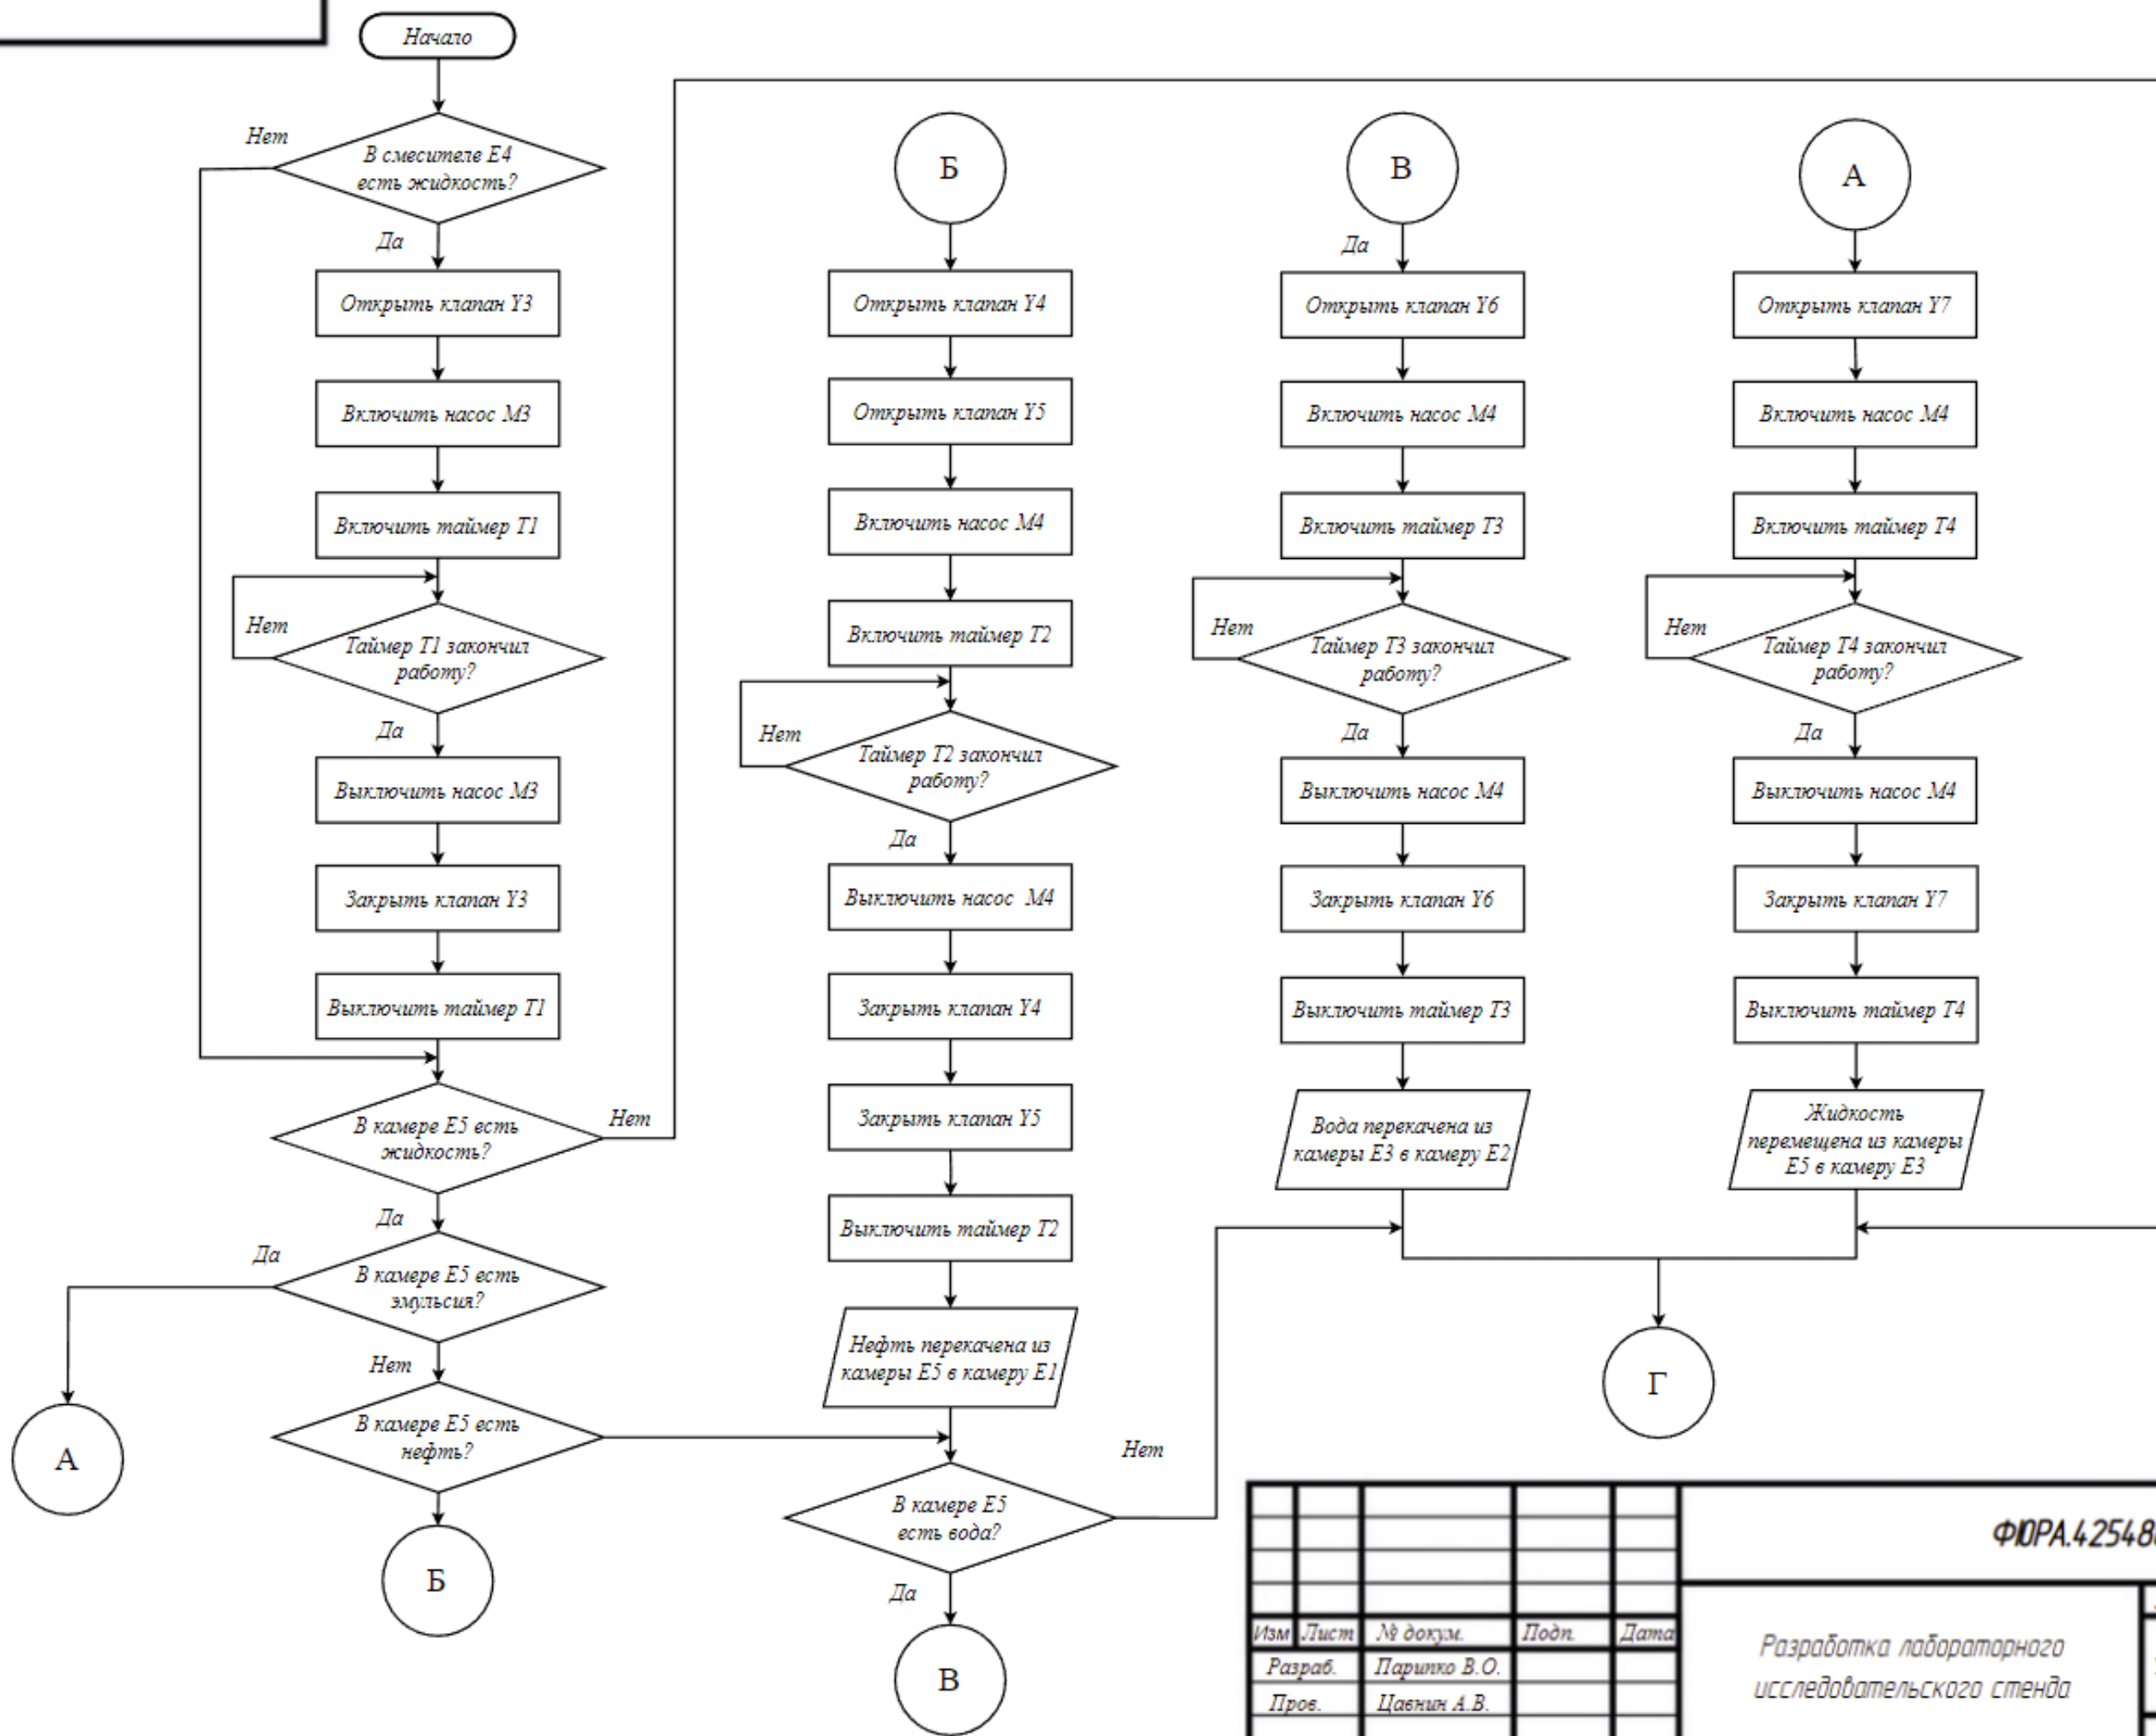 Начало
Нет
В смесителе E4
есть жидкость?
Да
Открыть клапан Y3
Включить насос М3
Включить таймер Т1
Нет
Таймер Т1 закончил
работу?
Да
Выключить насос М3
Закрыть клапан Y3
Выключить таймер Т1
В камере Е5 есть
жидкость?
Нет
Да
Да
В камере Е5 есть
эмульсия?
Нет
А
В камере Е5 есть
нефть?
Б
Б
Открыть клапан Y4
Открыть клапан Y5
Включить насос М4
Включить таймер Т2
Нет
Таймер Т2 закончил
работу?
Да
Выключить насос М4
Закрыть клапан Y4
Закрыть клапан Y5
Выключить таймер Т2
Нефть перекачена из
камеры Е5 в камеру Е1
Нет
В камере Е5
есть вода?
Да
В
В
Да
Открыть клапан Y6
Включить насос М4
Включить таймер Т3
Нет
Таймер Т3 закончил
работу?
Да
Выключить насос М4
Закрыть клапан Y6
Выключить таймер Т3
Вода перекачена из
камеры Е3 в камеру Е2
А
Открыть клапан Y7
Включить насос М4
Включить таймер Т4
Нет
Таймер Т4 закончил
работу?
Да
Выключить насос М4
Закрыть клапан Y7
Выключить таймер Т4
Жидкость
перемещена из камеры
Е5 в камеру Е3
Г
ФЮРА.42548
Изм Лист № докум. Подп. Дата
Разраб. Парипко В.О.
Пров. Цавнин А.В.
Разработка лабораторного
исследовательского стенда